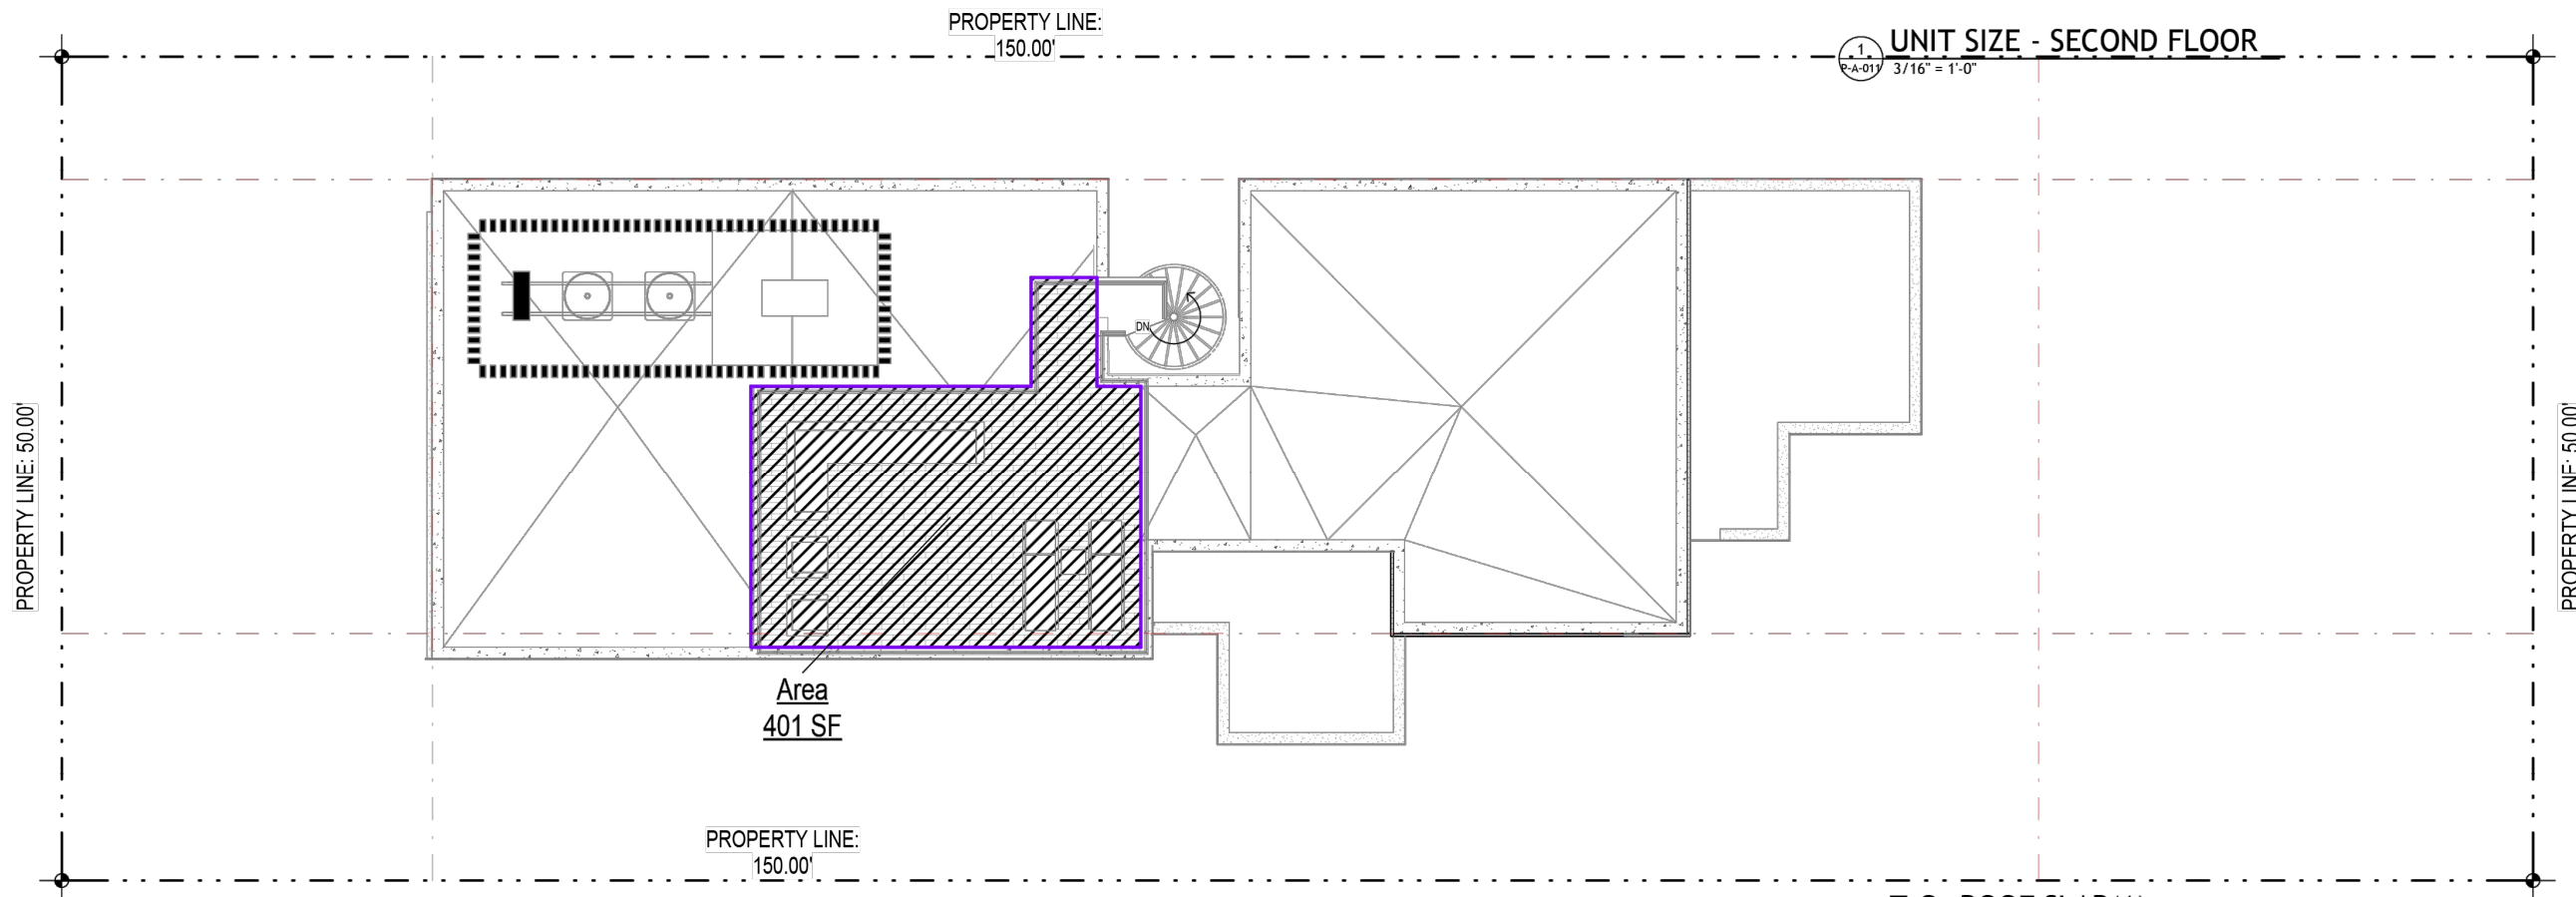 PROPERTY LINE:
150.00'
1
P-A-011
UNIT SIZE - SECOND FLOOR
3/16" = 1'-0"
PROPERTY LINE: 50.00'
DN
PROPERTY LINE: 50.00'
Area
401 SF
PROPERTY LINE:
150.00'